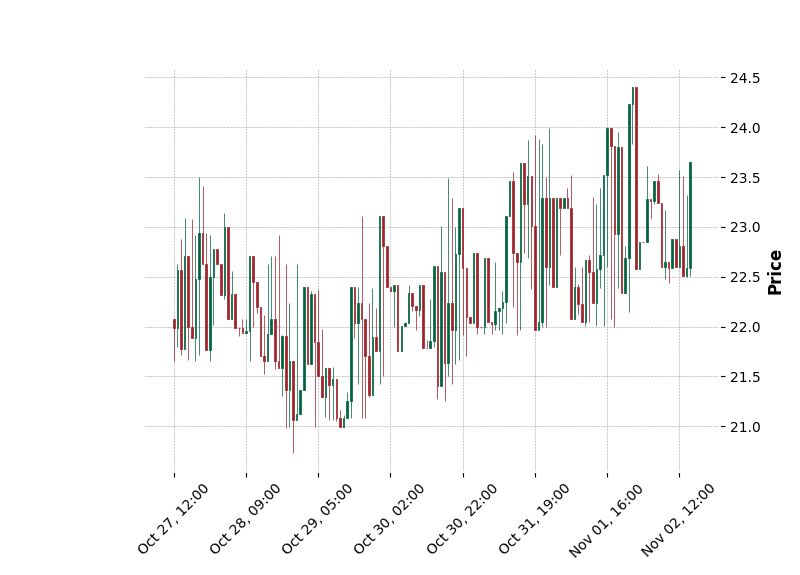 24.5
24.0
23.5
23.0
22.5
22.0
21.5
21.0
Price
Oct 27, 12:00
Oct 28, 09:00
Oct 29, 05:00
Oct 30, 02:00
Oct 30, 22:00
Oct 31, 19:00
Nov 01, 16:00
Nov 02, 12:00